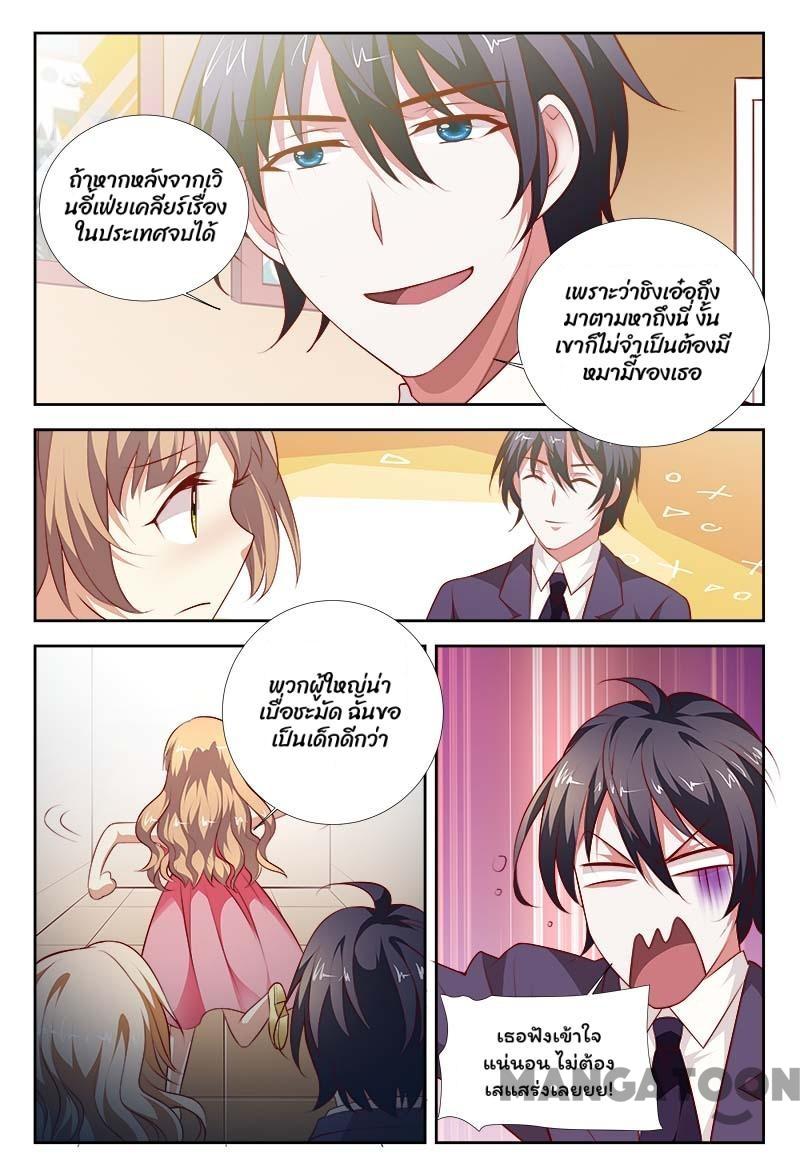 ถ้าหากหลังจากเวิ
นอี้เฟ่ยเคลียร์เรื่อง
ในประเทศจบได้
เพราะว่าชิงเอ๋อถึง
มาตามหาถึงนี่ งั้น
เขาก็ไม่จำเป็นต้องมี
หมามี๊ของเธอ
พวกผู้ใหญ่น่า
เบื่อชะมัด ฉันขอ
เป็นเด็กดีกว่า
เธอฟังเข้าใจ
แน่นอน ไม่ต้อง
เสแสร่งเลยยย!
MANGATOON